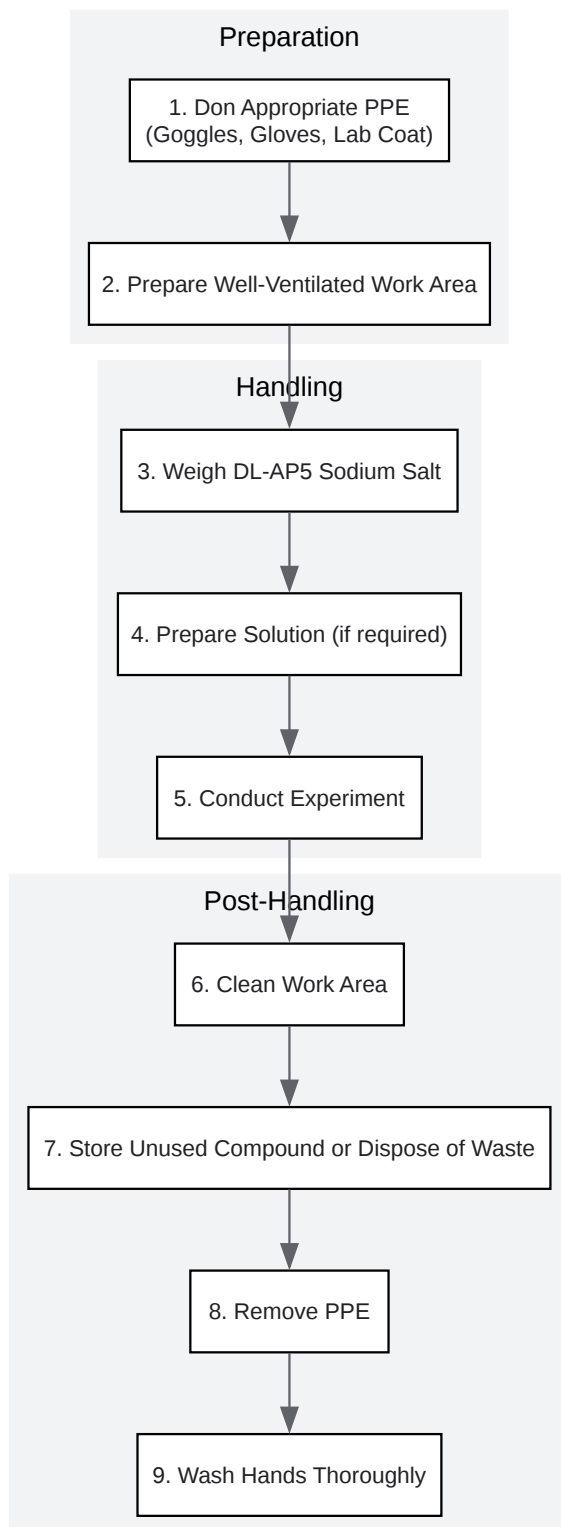 Preparation
1. Don Appropriate PPE
(Goggles, Gloves, Lab Coat)
2. Prepare Well-Ventilated Work Area
Handling
3. Weigh DL-AP5 Sodium Salt
4. Prepare Solution (if required)
5. Conduct Experiment
Post-Handling
6. Clean Work Area
7. Store Unused Compound or Dispose of Waste
8. Remove PPE
9. Wash Hands Thoroughly